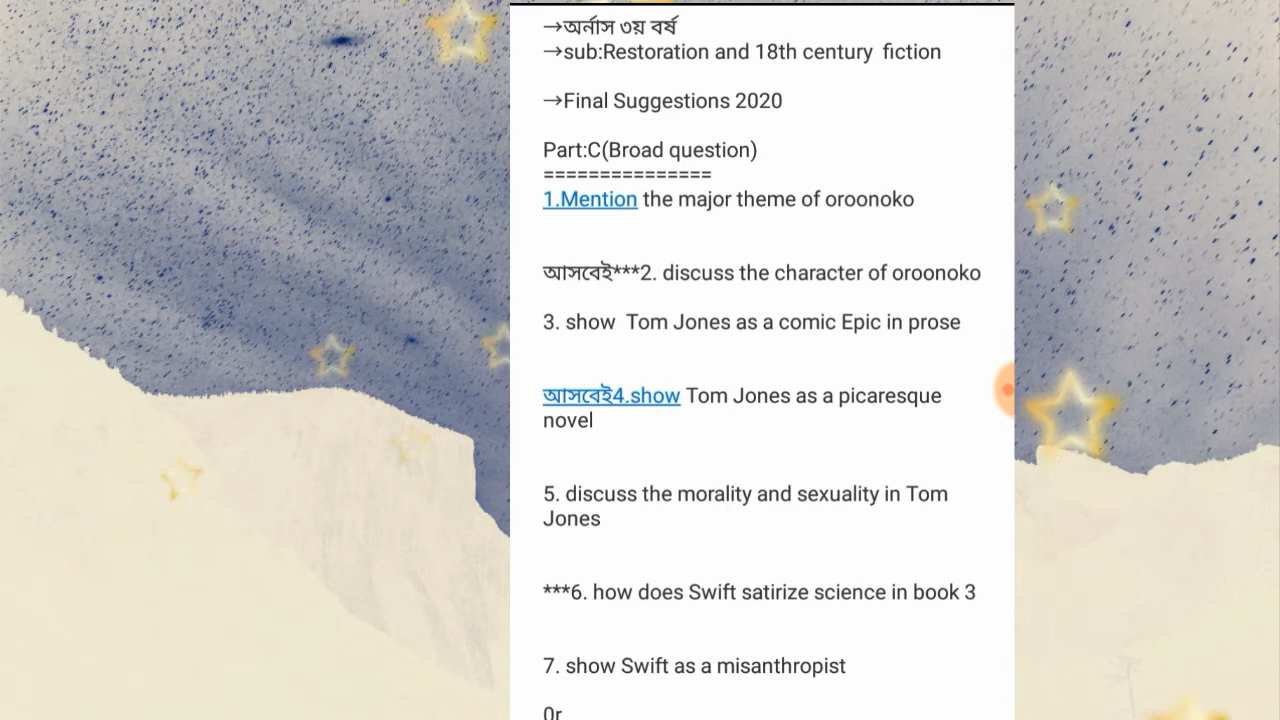 →অর্নাস ৩য় বর্ষ
→sub:Restoration and 18th century  fiction
→Final Suggestions 2020
Part:C(Broad question)
===============
1.Mention the major theme of oroonoko
আসবেই***2. discuss the character of oroonoko
3. show  Tom Jones as a comic Epic in prose
আসবেই4.show Tom Jones as a picaresque
novel
5. discuss the morality and sexuality in Tom
Jones
***6. how does Swift satirize science in book 3
7. show Swift as a misanthropist
0r